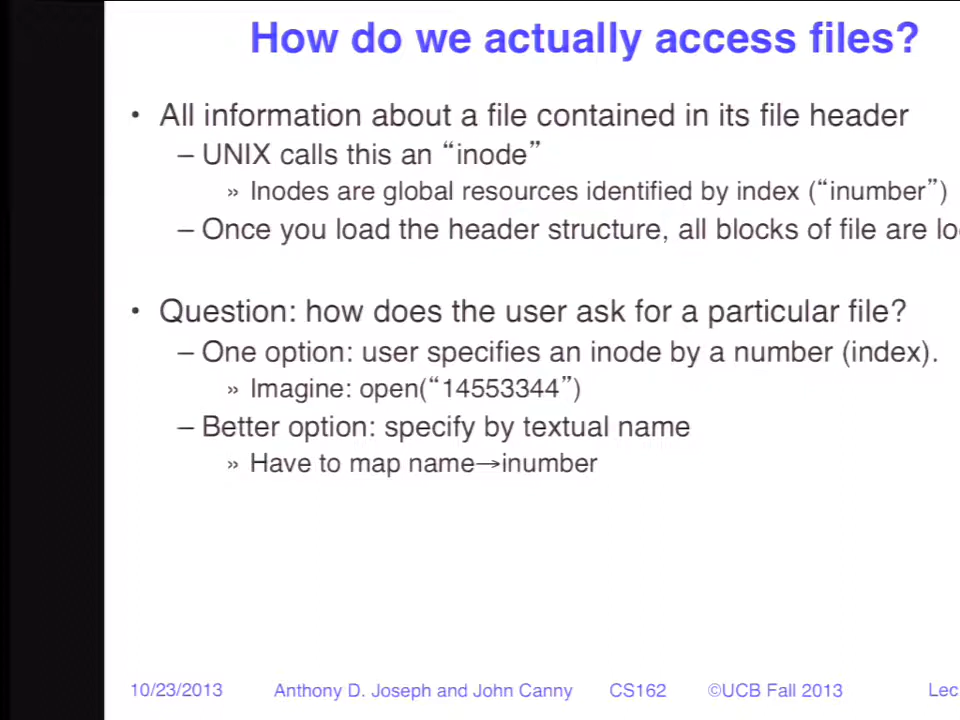 How do we actually access files?
• All information about a file contained in its file header
– UNIX calls this an “inode”
» Inodes are global resources identified by index (“inumber”)
– Once you load the header structure, all blocks of file are
• Question: how does the user ask for a particular file?
– One option: user specifies an inode by a number (index).
» Imagine: open(“14553344”)
– Better option: specify by textual name
» Have to map name→inumber
10/23/2013 Anthony D. Joseph and John Canny CS162 ©UCB Fall 2013 Lec